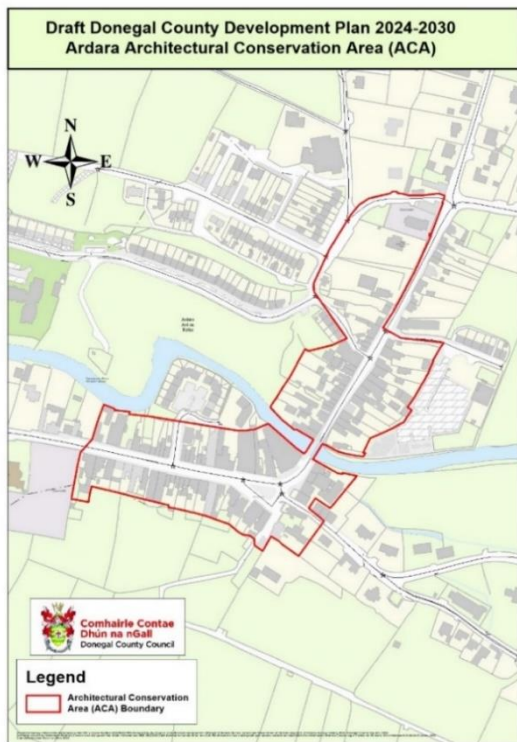 Draft Donegal County Development Plan 2024-2030
Ardara Architectural Conservation Area (ACA)
N
W E
S
Comhairle Contae
Dhún na nGall
Donegal County Council
Legend
Architectural Conservation
Area (ACA) Boundary